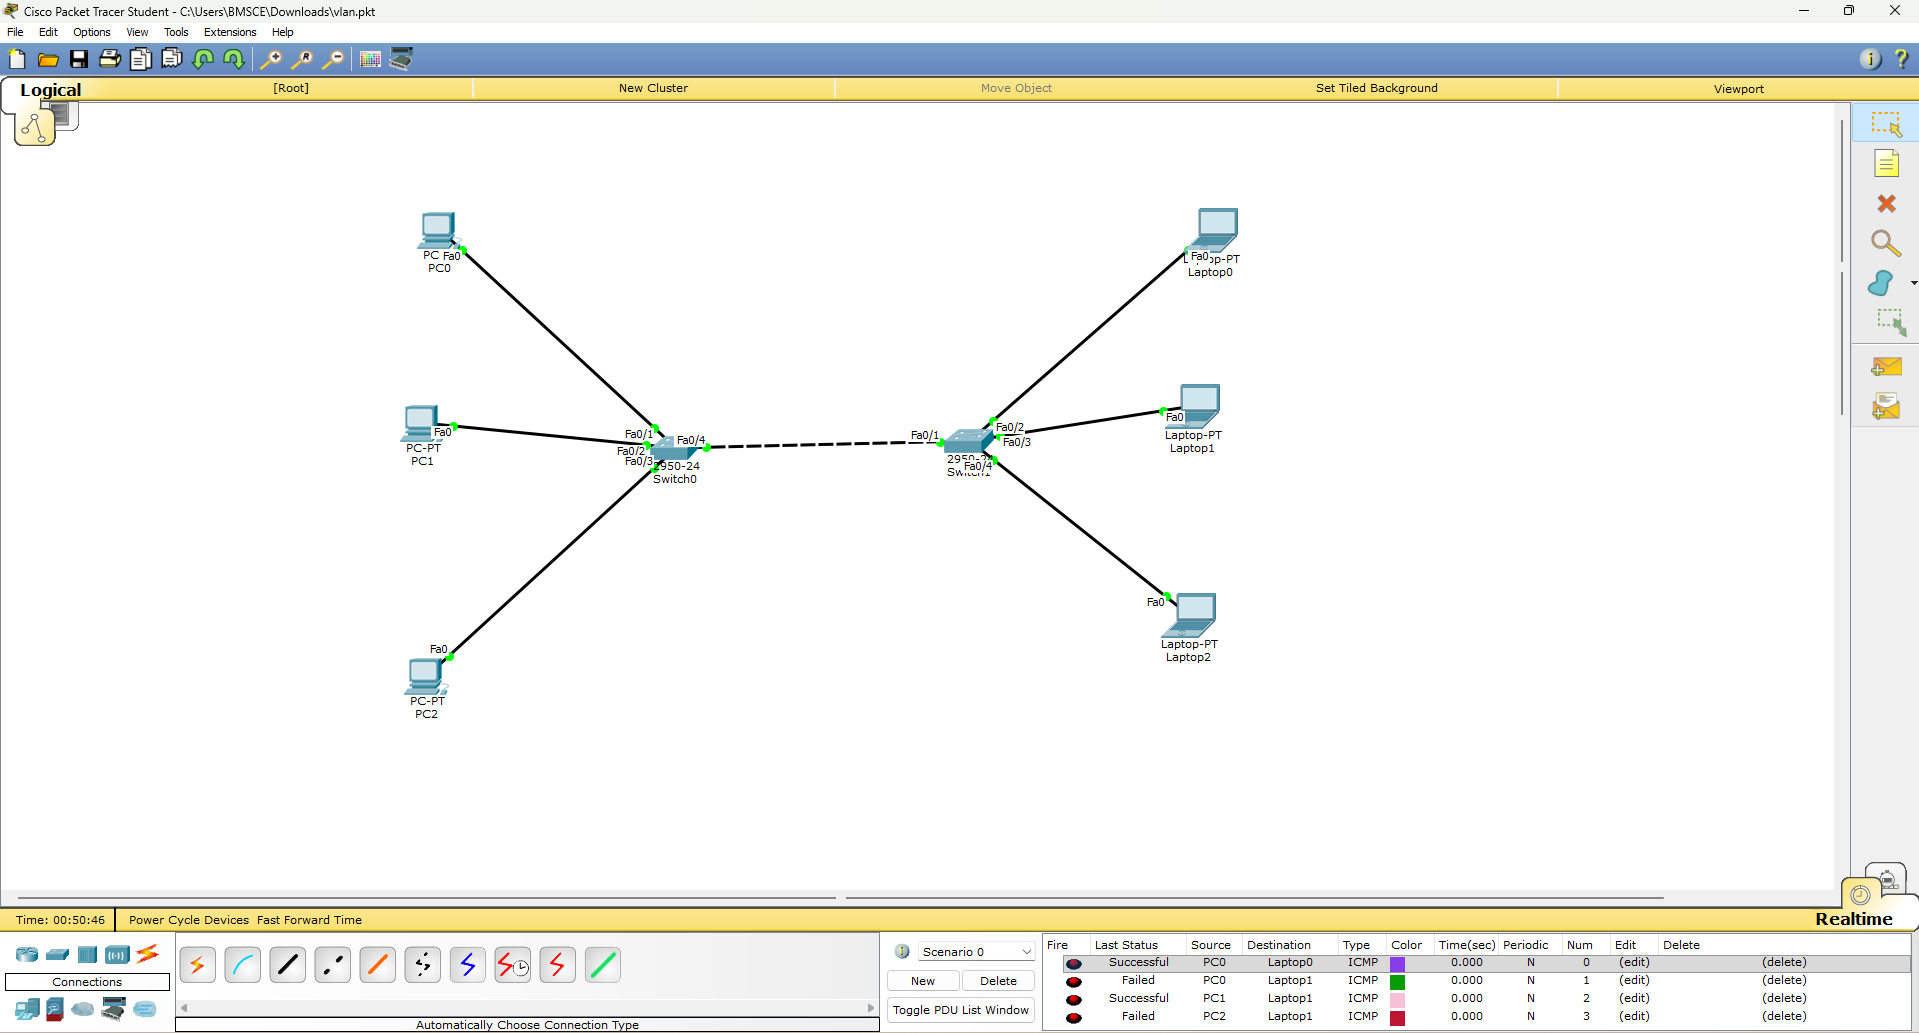 Cisco Packet Tracer Student - C:\Users\BMSCE\Downloads\vlan.pkt
File Edit Options View Tools Extensions Help
Logical [Root] New Cluster Move Object Set Tiled Background Viewport
PC Fa0
PC0
Fa0
Laptop0
Fa0
PC-PT
PC1
Fa0/1
Fa0/2
Fa0/3
Fa0/4
2950-24
Switch0
Fa0/1
Fa0/2
Fa0/3
Fa0/4
Fa0
Laptop-PT
Laptop1
Fa0
Laptop-PT
Laptop2
Fa0
PC-PT
PC2
Realtime
Time: 00:50:46 Power Cycle Devices Fast Forward Time
Connections
Automatically Choose Connection Type
Scenario 0
New Delete
Toggle PDU List Window
Fire Last Status Source Destination Type Color Time(sec) Periodic Num Edit Delete
Successful PC0 Laptop0 ICMP 0.000 N 0 (edit) (delete)
Failed PC0 Laptop1 ICMP 0.000 N 1 (edit) (delete)
Successful PC1 Laptop1 ICMP 0.000 N 2 (edit) (delete)
Failed PC2 Laptop1 ICMP 0.000 N 3 (edit) (delete)